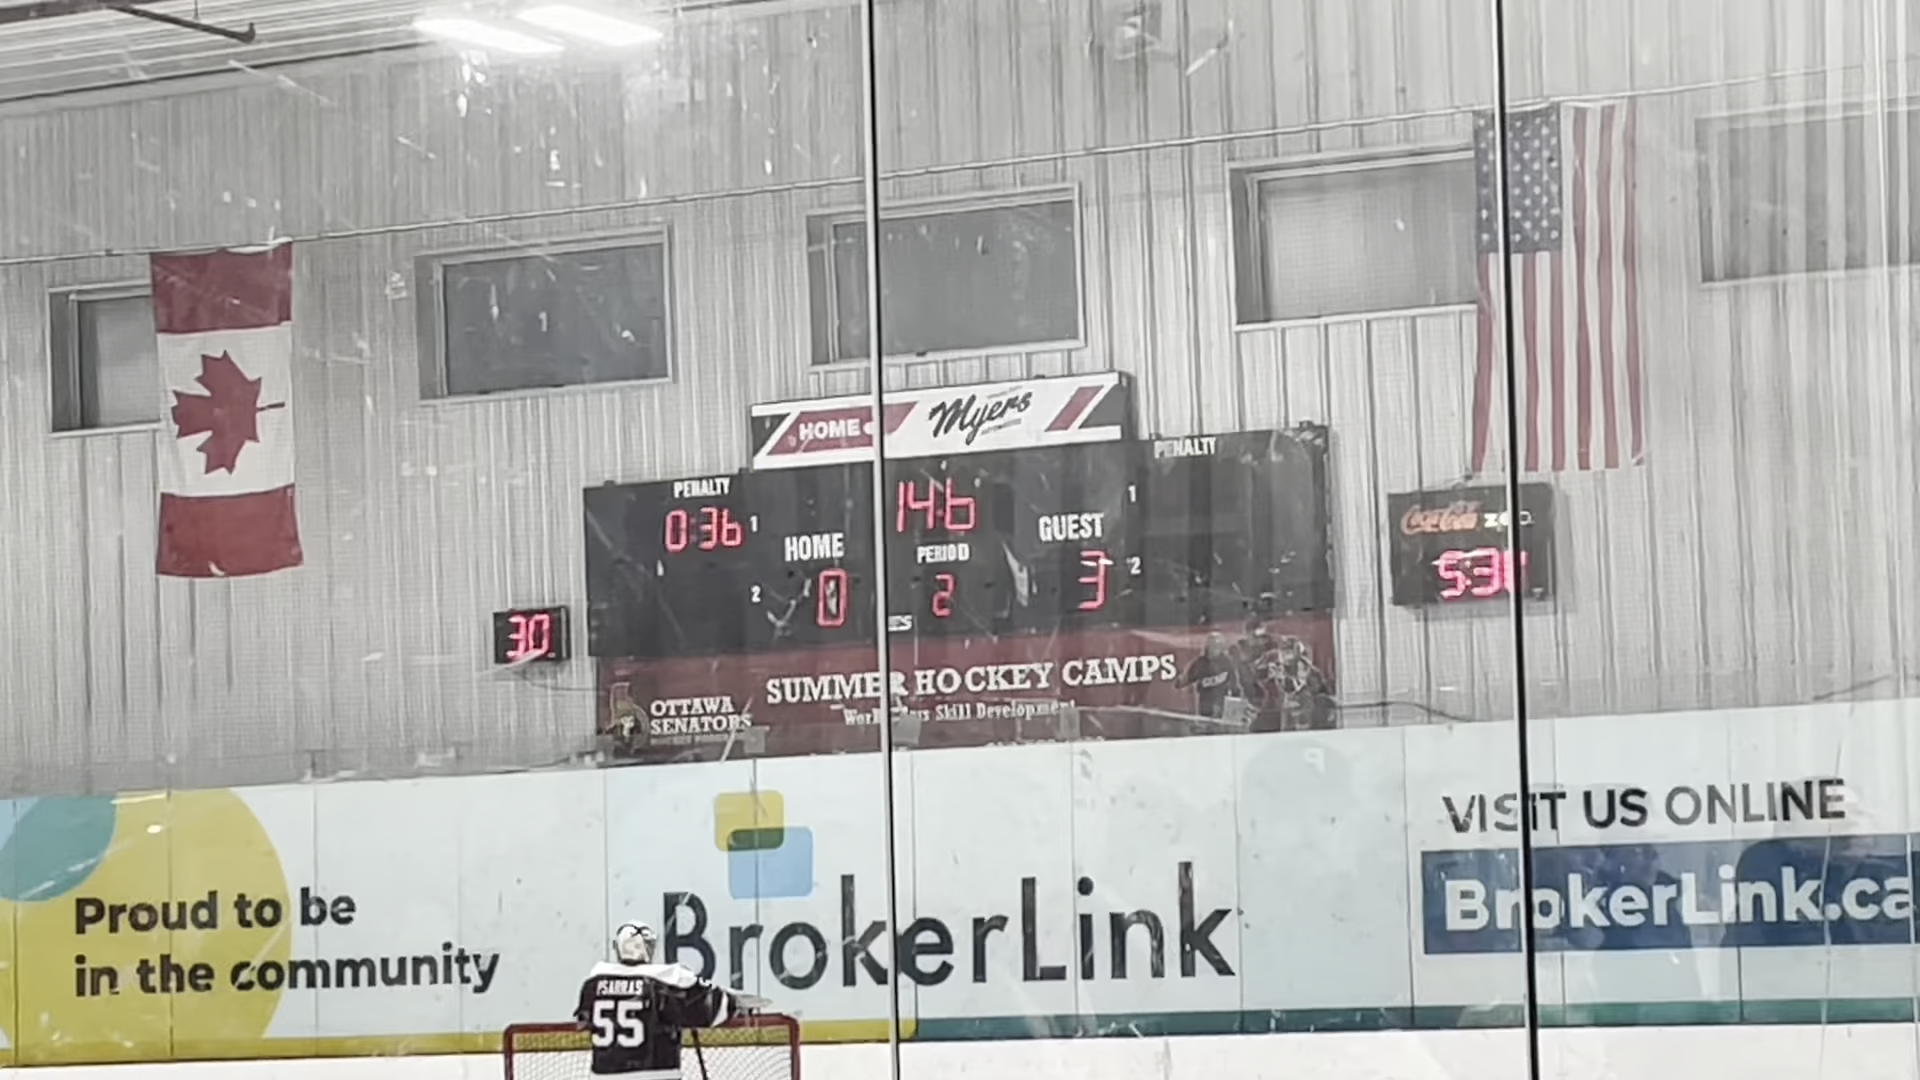 HOME
Myers
PENALTY
PENALTY
0:36 1
14.6
1
HOME
GUEST
PERIOD
2
0
2
3
2
30
Coca-Cola zero
SUMMER HOCKEY CAMPS
OTTAWA
SENATORS
Skill Development
VISIT US ONLINE
BrokerLink.ca
Proud to be
in the community
BrokerLink
PSARRAS
55